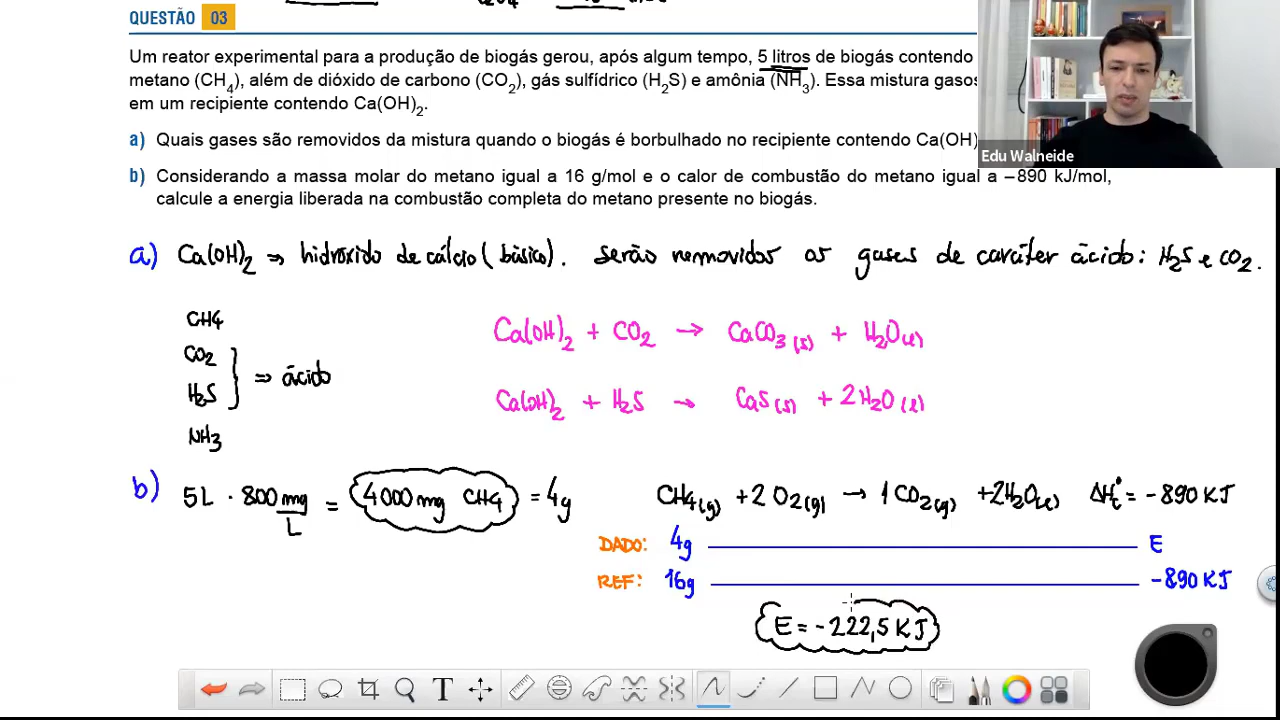 QUESTÃO 03
Um reator experimental para a produção de biogás gerou, após algum tempo, 5 litros de biogás contendo
metano (CH4), além de dióxido de carbono (CO2), gás sulfídrico (H2S) e amônia (NH3). Essa mistura gasos
em um recipiente contendo Ca(OH)2.
a) Quais gases são removidos da mistura quando o biogás é borbulhado no recipiente contendo Ca(OH)
Edu Walneide
b) Considerando a massa molar do metano igual a 16 g/mol e o calor de combustão do metano igual a –890 kJ/mol,
calcule a energia liberada na combustão completa do metano presente no biogás.
a) Ca(OH)2 ⇒ hidróxido de cálcio (básico). Serão removidos os gases de caráter ácido: H2S e CO2.
CH4
CO2
H2S
NH3
⇒ ácido
Ca(OH)2 + CO2 → CaCO3(s) + H2O(l)
Ca(OH)2 + H2S → CaS(s) + 2H2O(l)
b) 5L · 800 mg/L = 4000 mg CH4 = 4g
CH4(g) + 2 O2(g) → 1 CO2(g) + 2H2O(l) ΔH°c = -890 KJ
DADO: 4g E
REF: 16g -890 KJ
E = -222,5 KJ
T